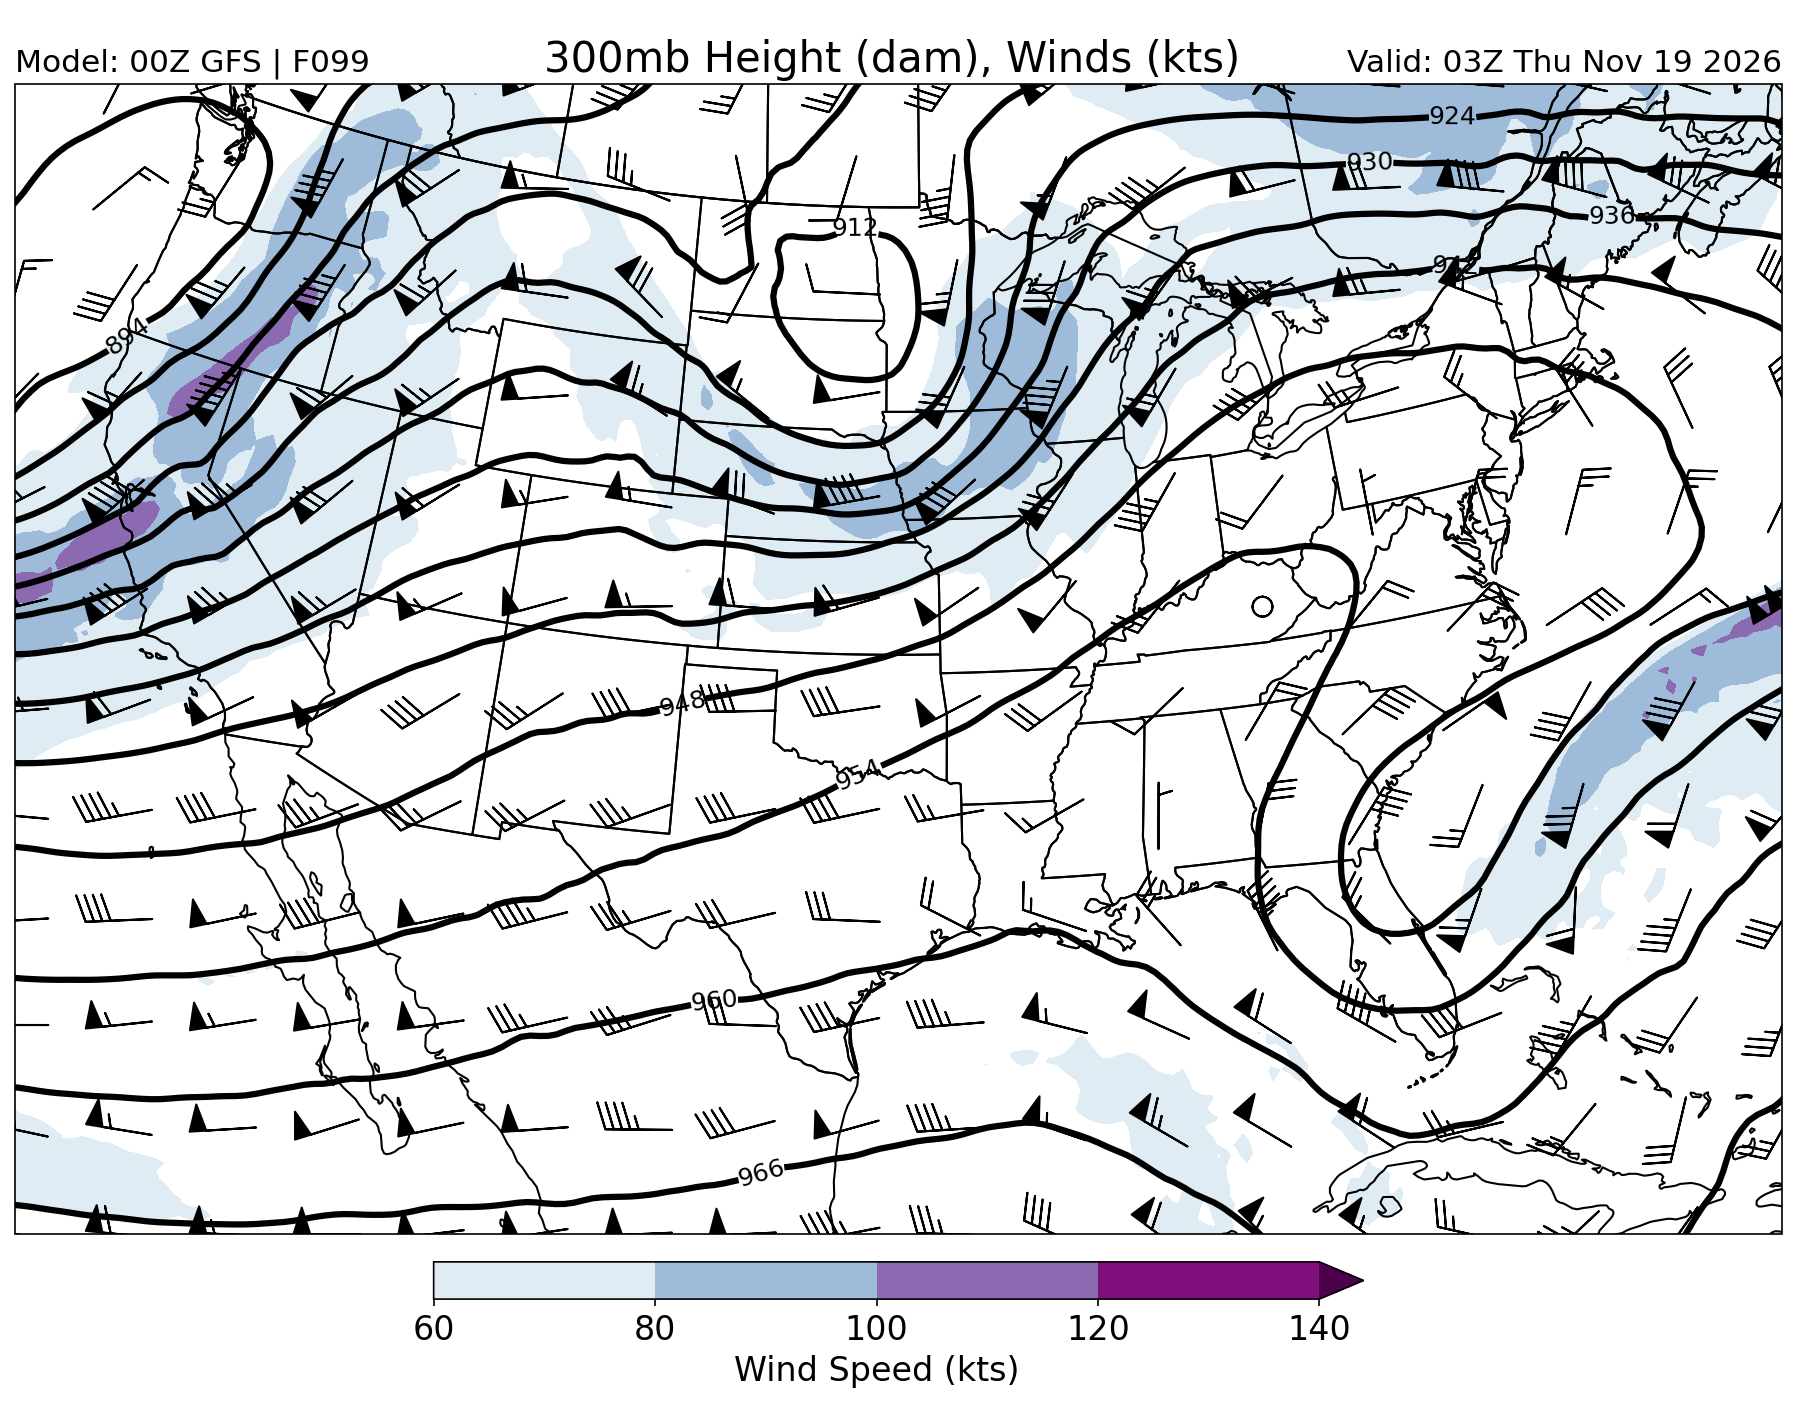 Model: 00Z GFS | F099
300mb Height (dam), Winds (kts)
Valid: 03Z Thu Nov 19 2026
924
930
912
936
942
894
948
954
960
966
60 80 100 120 140
Wind Speed (kts)